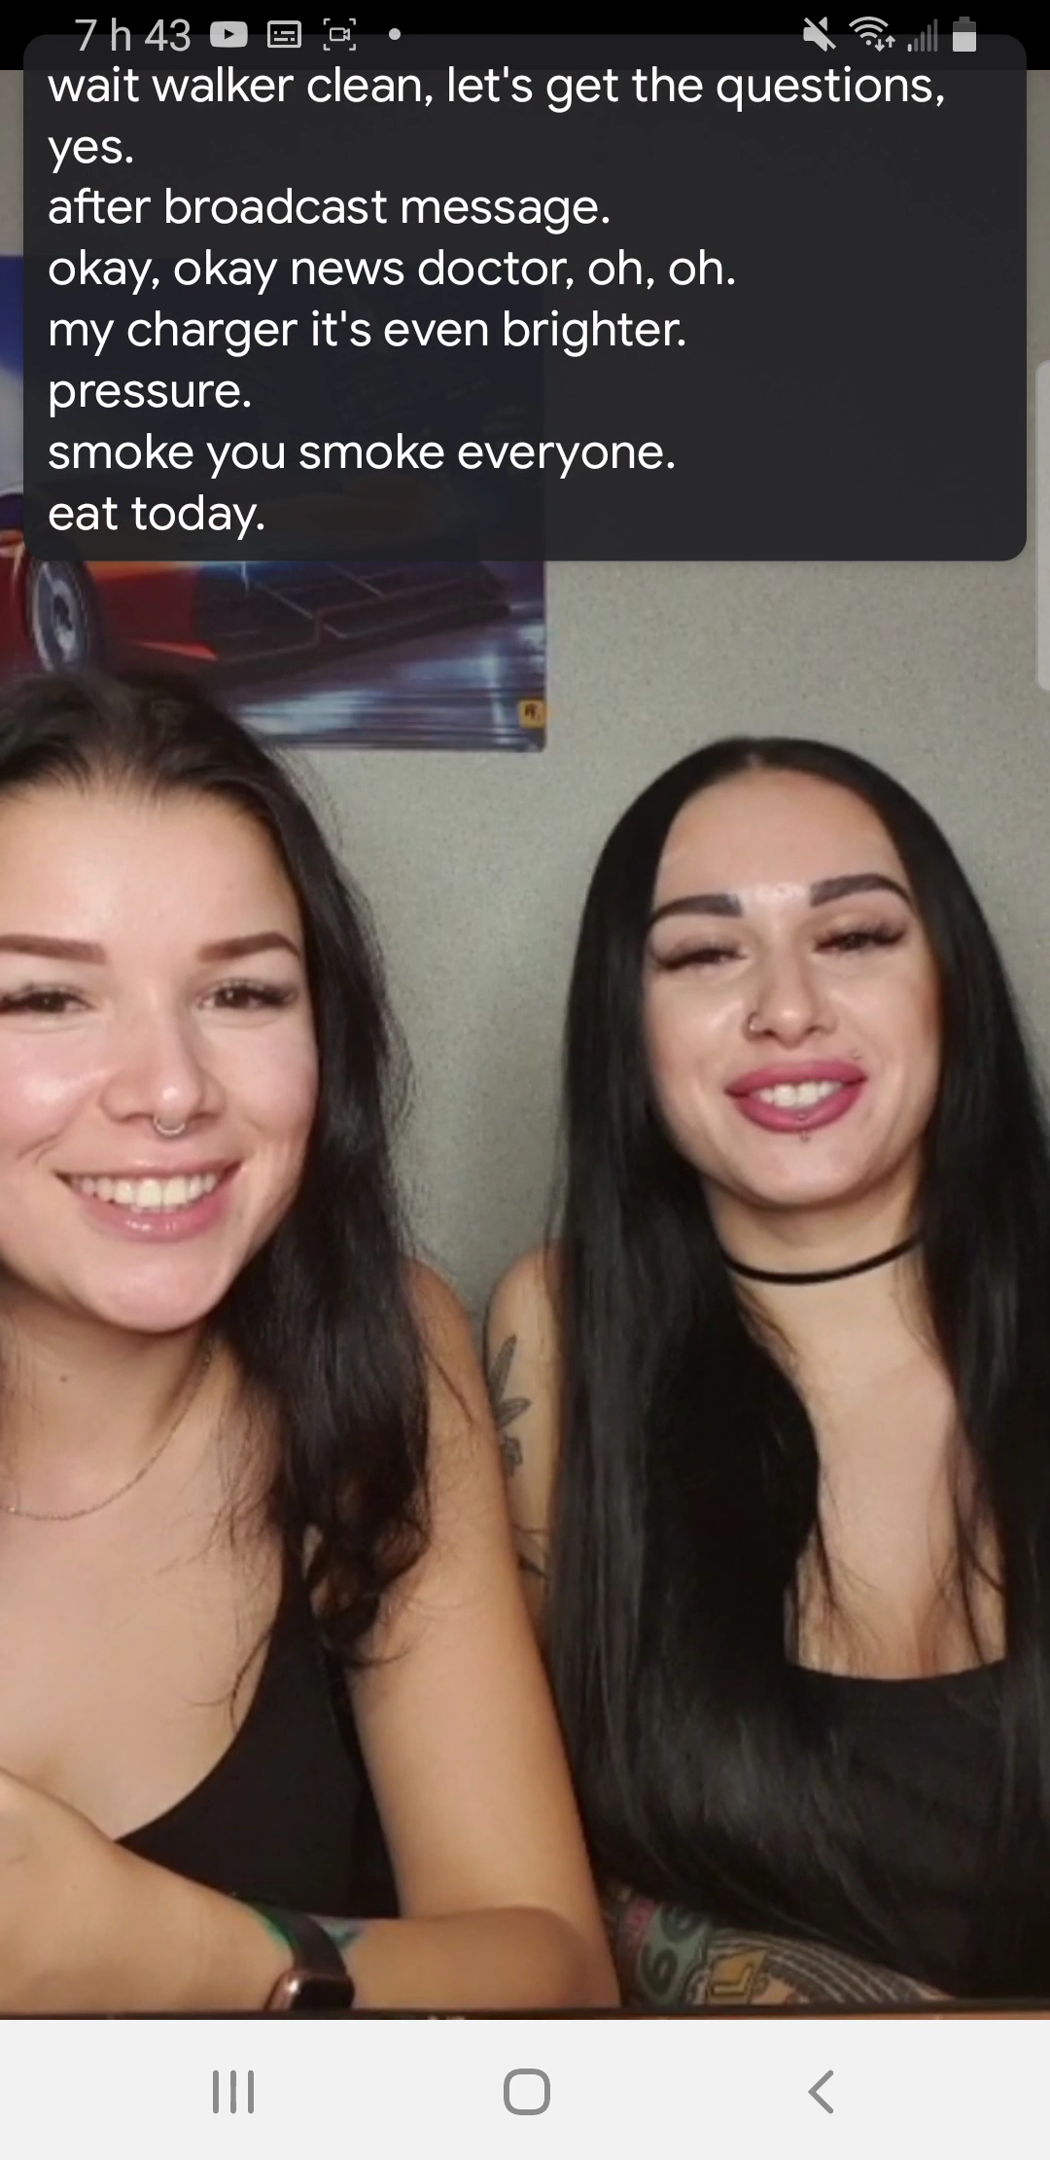 7 h 43
wait walker clean, let's get the questions,
yes.
after broadcast message.
okay, okay news doctor, oh, oh.
my charger it's even brighter.
pressure.
smoke you smoke everyone.
eat today.